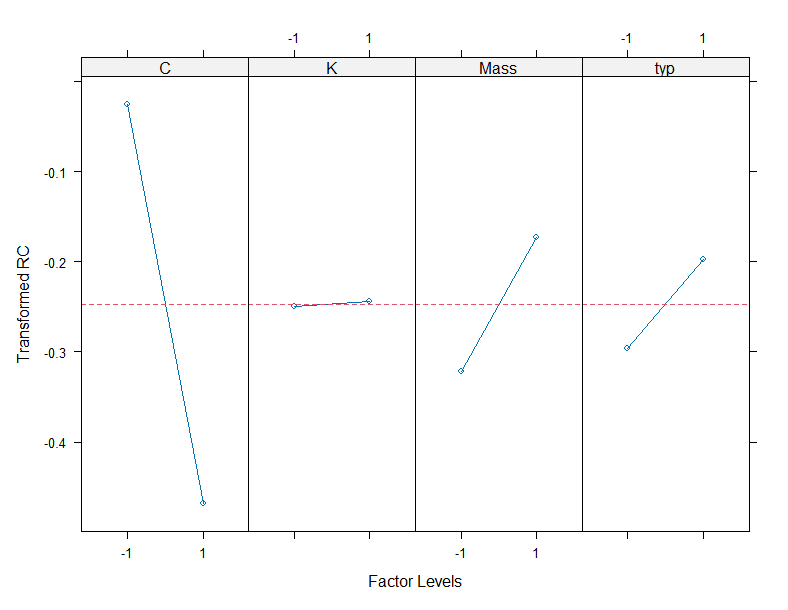 -1 1 -1 1
C K Mass typ
-0.1
-0.2
-0.3
-0.4
Transformed RC
-1 1 -1 1
Factor Levels